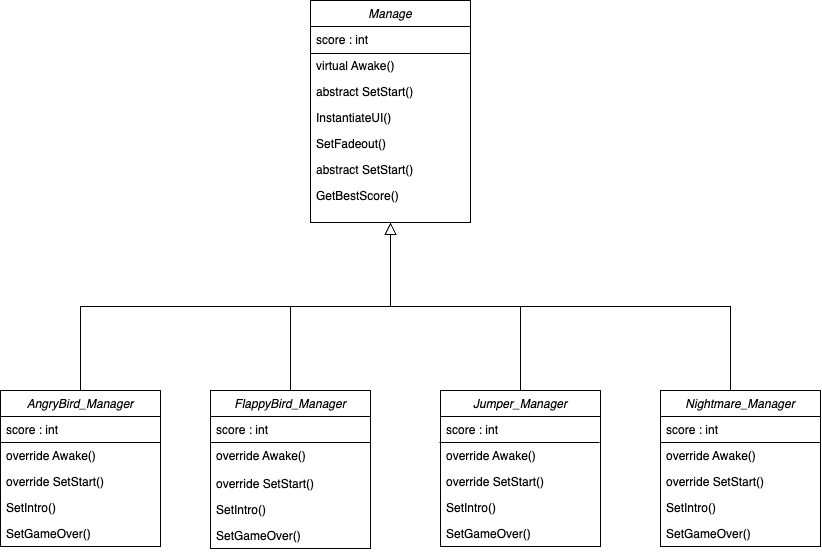 Manage
score : int
virtual Awake()
abstract SetStart()
InstantiateUI()
SetFadeout()
abstract SetStart()
GetBestScore()
AngryBird_Manager
score : int
override Awake()
override SetStart()
SetIntro()
SetGameOver()
FlappyBird_Manager
score : int
override Awake()
override SetStart()
SetIntro()
SetGameOver()
Jumper_Manager
score : int
override Awake()
override SetStart()
SetIntro()
SetGameOver()
Nightmare_Manager
score : int
override Awake()
override SetStart()
SetIntro()
SetGameOver()